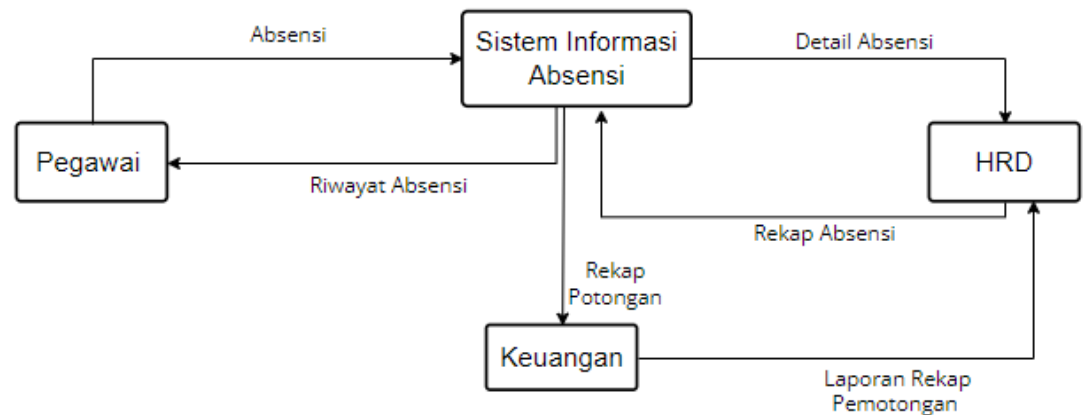 Absensi
Sistem Informasi
Absensi
Detail Absensi
Pegawai
HRD
Riwayat Absensi
Rekap Absensi
Rekap
Potongan
Keuangan
Laporan Rekap
Pemotongan